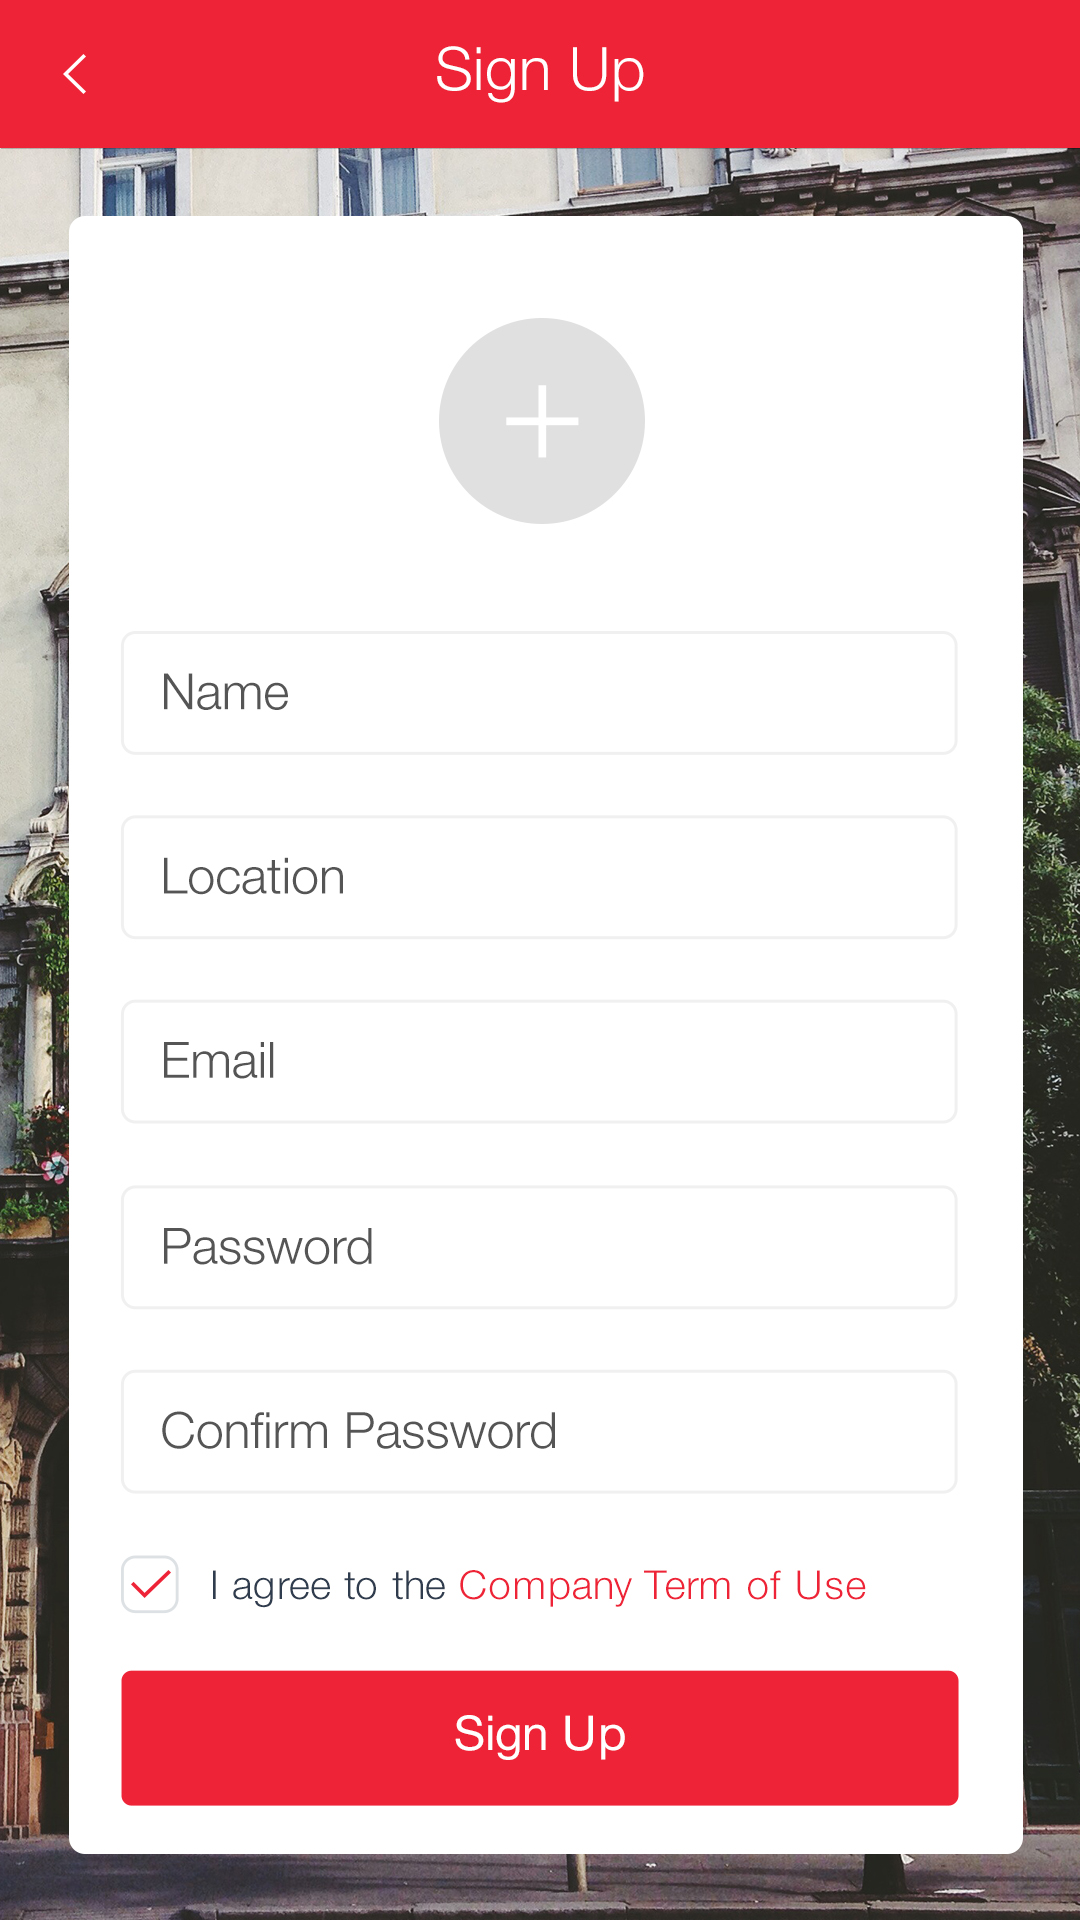 Sign Up
Name
Location
Email
Password
Confirm Password
I agree to the Company Term of Use
Sign Up